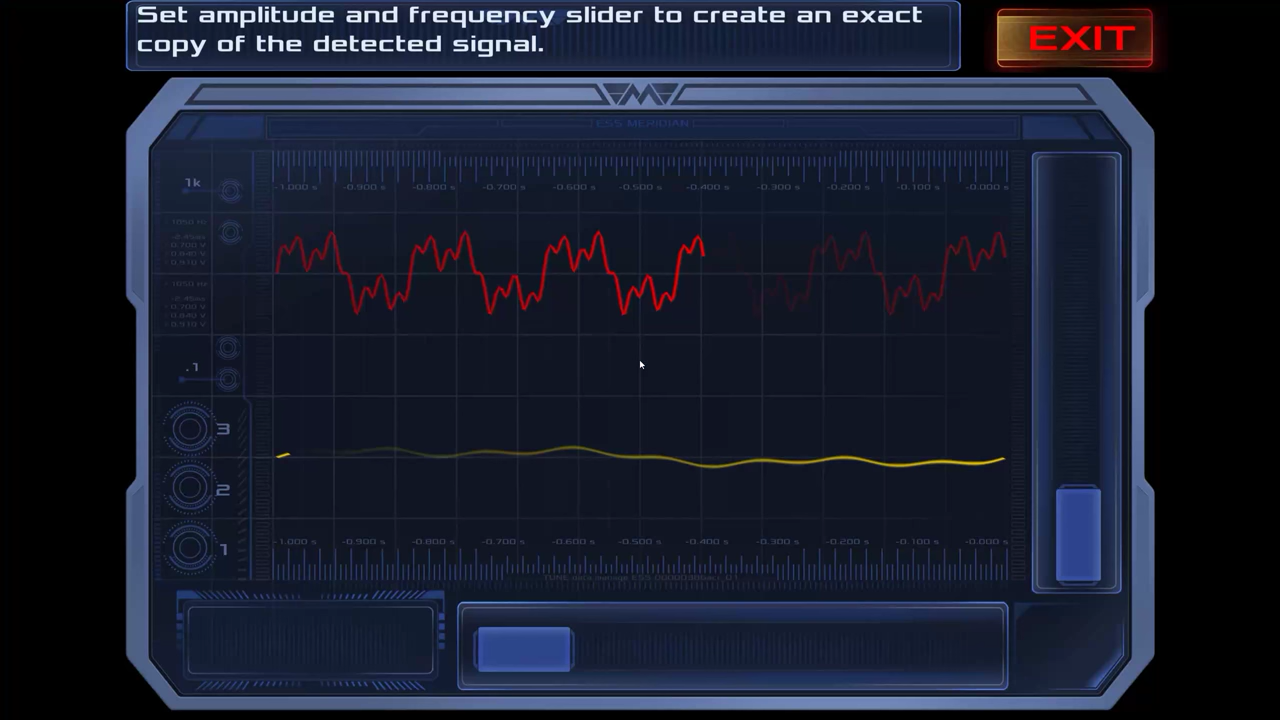 Set amplitude and frequency slider to create an exact
copy of the detected signal.
EXIT
ESS MERIDIAN
1k
-1.000 s -0.900 s -0.800 s -0.700 s -0.600 s -0.500 s -0.400 s -0.300 s -0.200 s -0.100 s -0.000 s
.1
3
2
1
-1.000 s -0.900 s -0.800 s -0.700 s -0.600 s -0.500 s -0.400 s -0.300 s -0.200 s -0.100 s -0.000 s